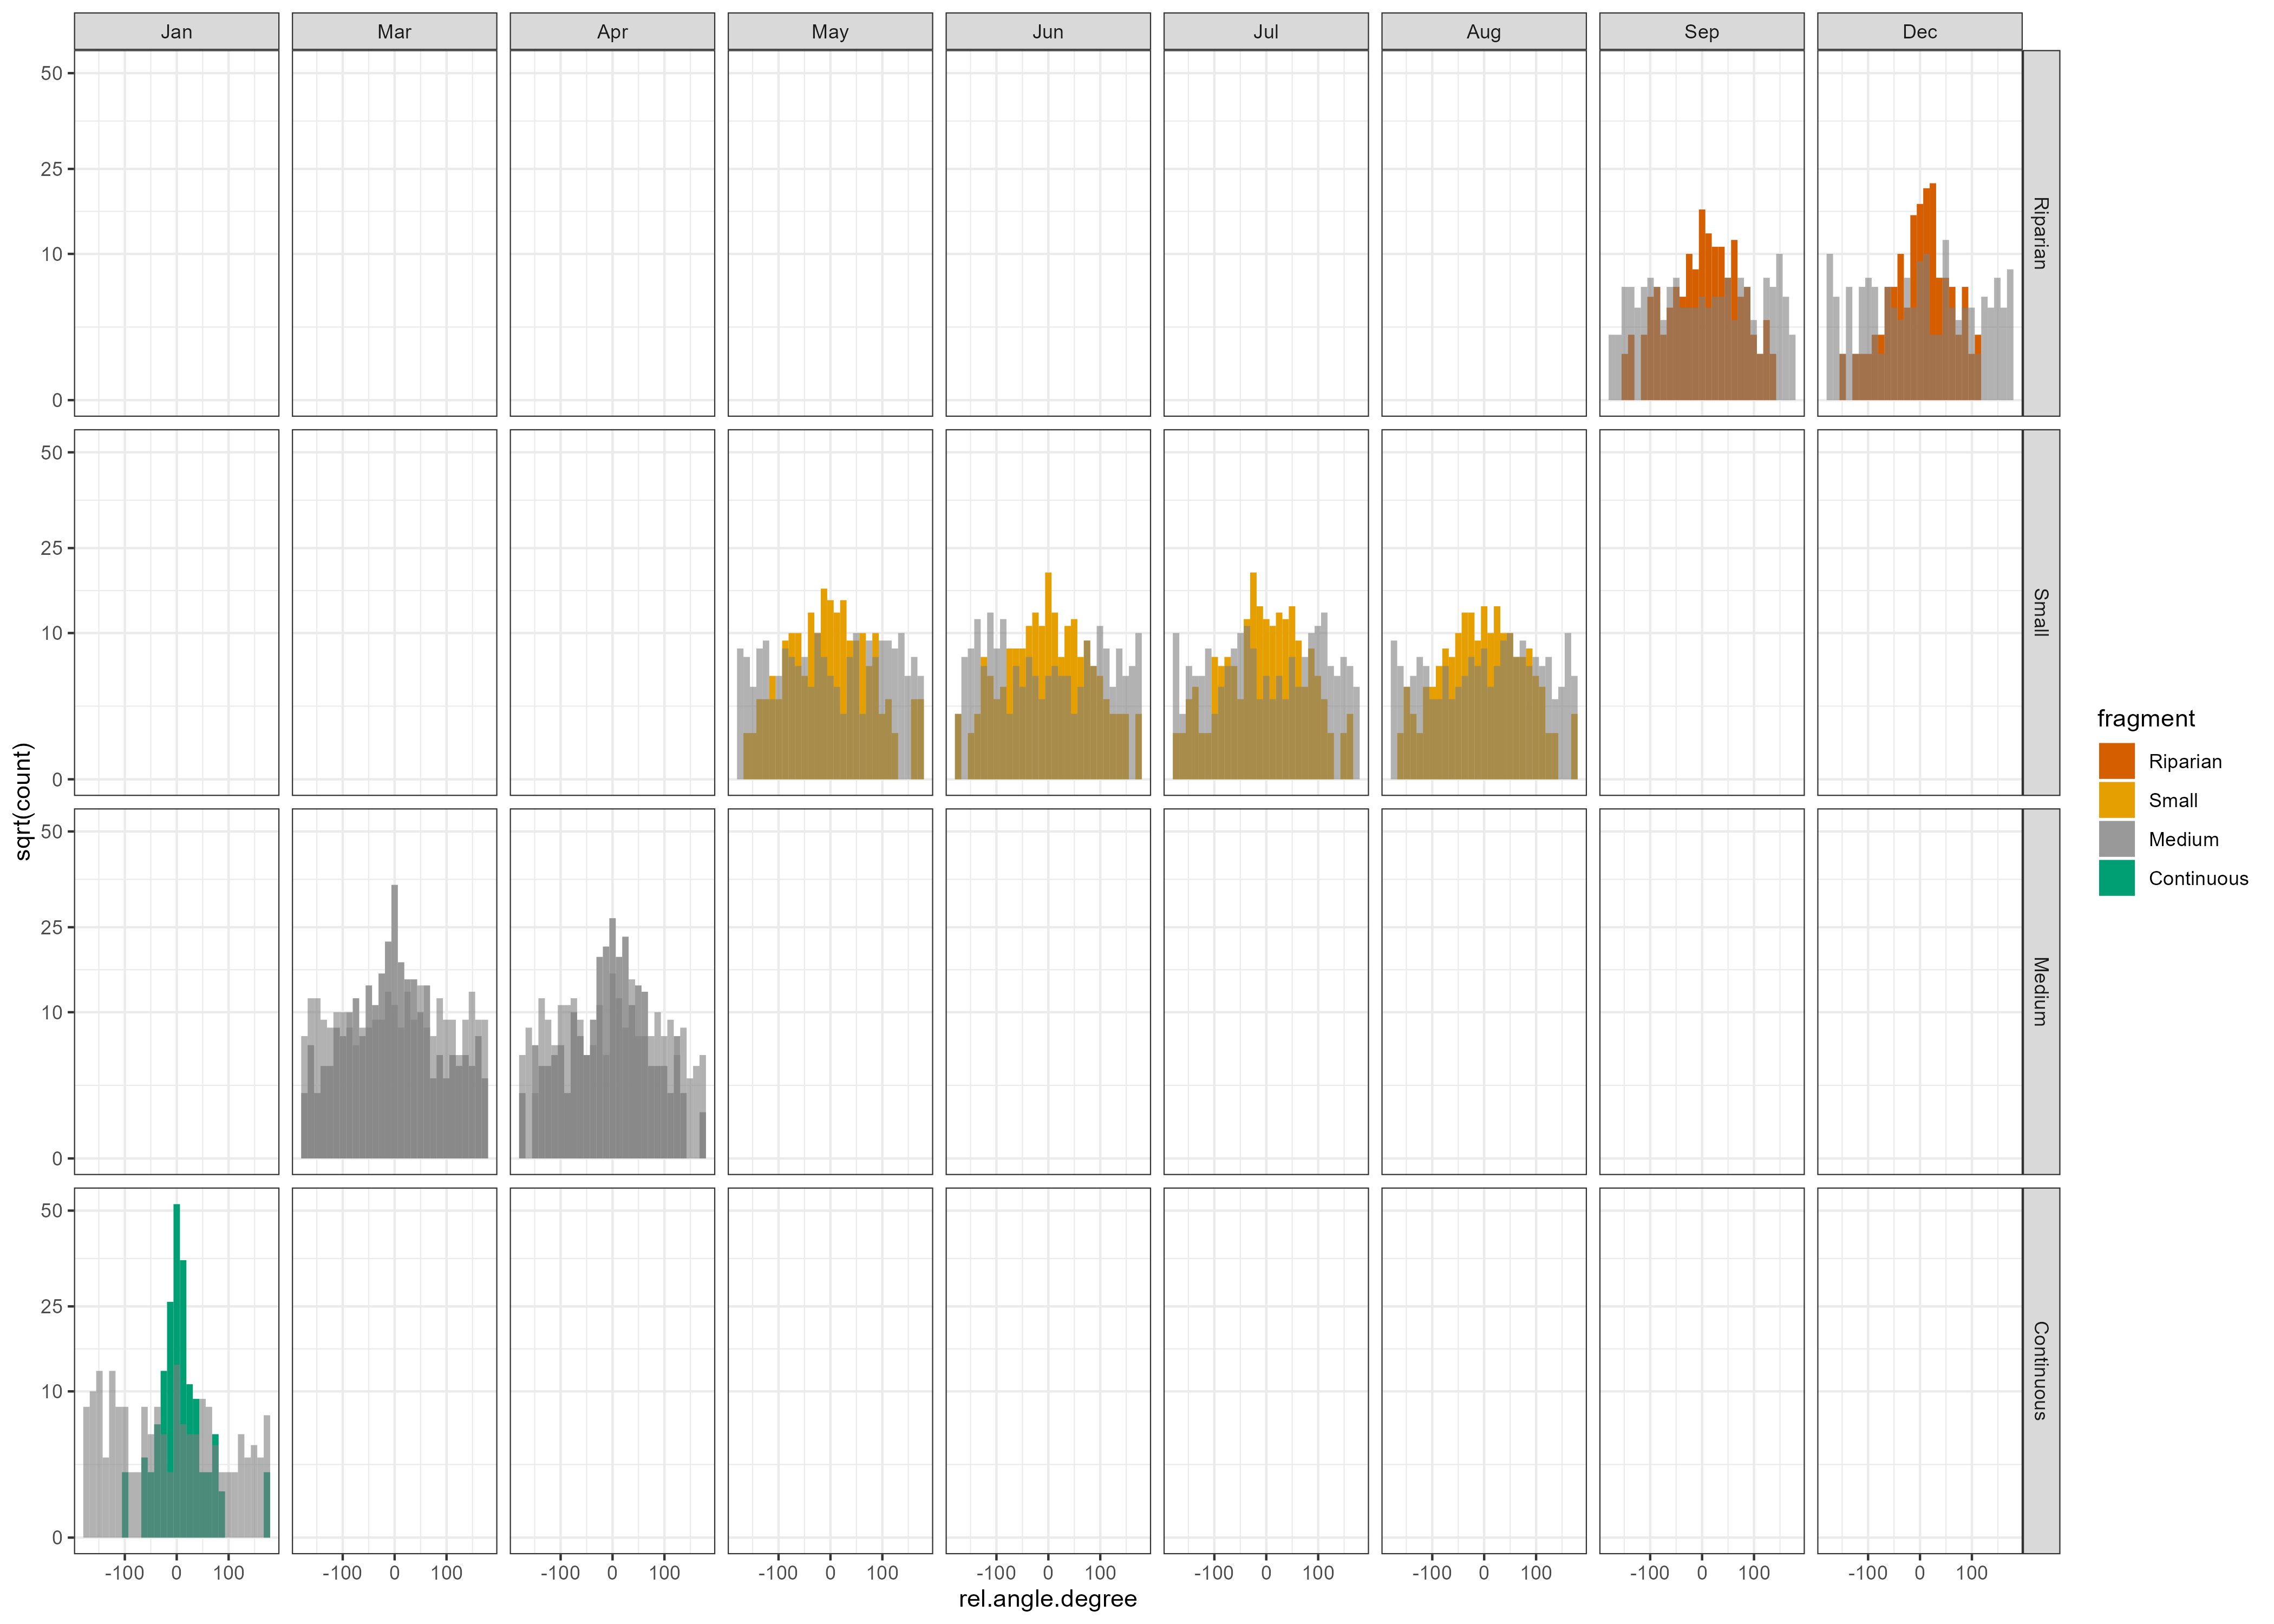 Jan Mar Apr May Jun Jul Aug Sep Dec
50
25
10
0
Riparian
50
25
10
0
Small
50
25
10
0
Medium
50
25
10
0
Continuous
-100 0 100 -100 0 100 -100 0 100 -100 0 100 -100 0 100 -100 0 100 -100 0 100 -100 0 100 -100 0 100
rel.angle.degree
sqrt(count)
fragment
Riparian
Small
Medium
Continuous